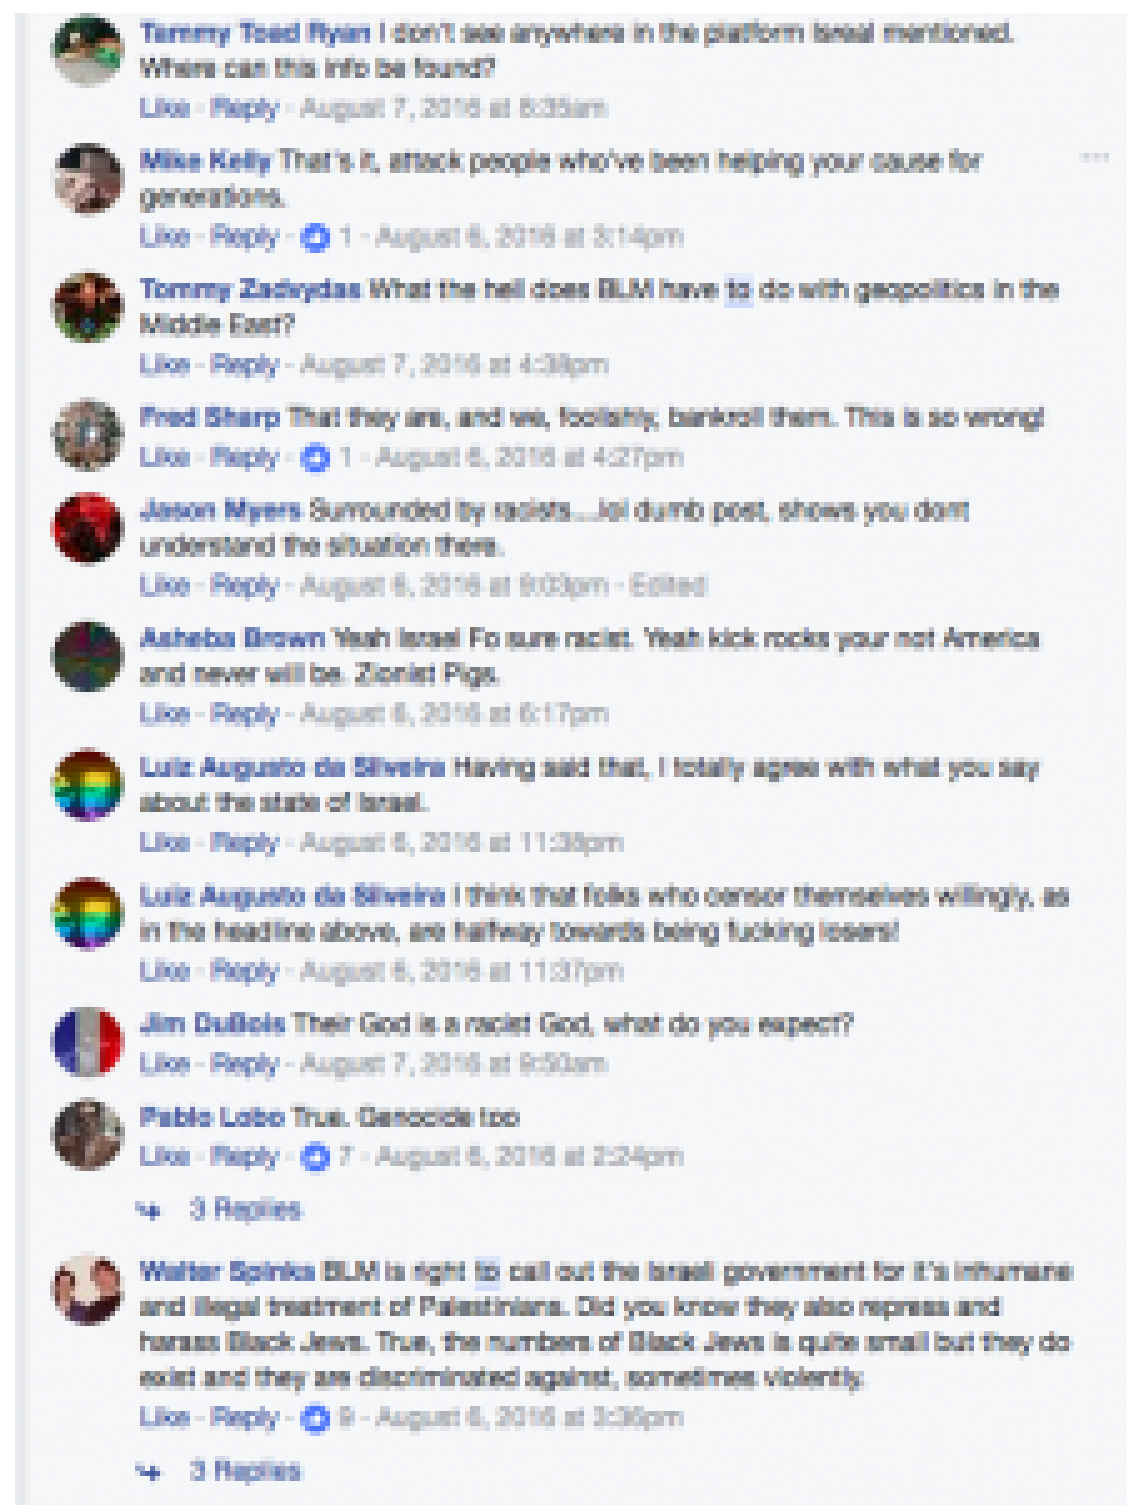 Tammy Toad Ryan I don't see anywhere in the platform Isreal mentioned.
Where can this info be found?
Like · Reply · August 7, 2016 at 8:35am
Mike Kelly That's it, attack people who've been helping your cause for
generations.
Like · Reply · 1 · August 6, 2016 at 3:14pm
Tommy What the hell does BLM have to do with geopolitics in the
Middle East?
Like · Reply · August 7, 2016 at 4:38pm
Fred Sharp That they are, and we, foolishly, bankroll them. This is so wrong!
Like · Reply · 1 · August 6, 2016 at 4:27pm
Jason Myers Surrounded by racists....lol dumb post, shows you dont
understand the situation there.
Like · Reply · August 6, 2016 at 9:03pm · Edited
Asheba Brown Yeah Israel Fo sure racist. Yeah kick rocks your not America
and never will be. Zionist Pigs.
Like · Reply · August 6, 2016 at 6:17pm
Luiz Augusto da Silveira Having said that, I totally agree with what you say
about the state of Israel.
Like · Reply · August 6, 2016 at 11:38pm
Luiz Augusto da Silveira I think that folks who censor themselves willingly, as
in the headline above, are halfway towards being fucking losers!
Like · Reply · August 6, 2016 at 11:37pm
Jim DuBois Their God is a racist God, what do you expect?
Like · Reply · August 7, 2016 at 9:50am
Pablo Lobo True. Genocide too
Like · Reply · 7 · August 6, 2016 at 2:24pm
3 Replies
Walter Spinks BLM is right to call out the Israeli government for it's inhumane
and illegal treatment of Palestinians. Did you know they also repress and
harass Black Jews. True, the numbers of Black Jews is quite small but they do
exist and they are discriminated against, sometimes violently.
Like · Reply · 9 · August 6, 2016 at 3:36pm
3 Replies